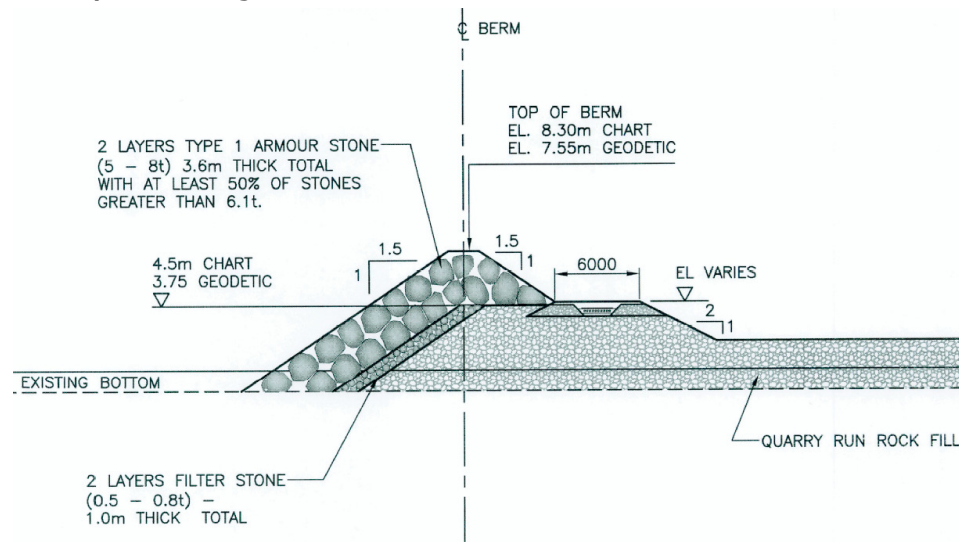 ℄ BERM
TOP OF BERM
EL. 8.30m CHART
EL. 7.55m GEODETIC
2 LAYERS TYPE 1 ARMOUR STONE
(5 – 8t) 3.6m THICK TOTAL
WITH AT LEAST 50% OF STONES
GREATER THAN 6.1t.
1.5
1
1.5
1
4.5m CHART
3.75 GEODETIC
6000
EL VARIES
2
1
EXISTING BOTTOM
QUARRY RUN ROCK FILL
2 LAYERS FILTER STONE
(0.5 – 0.8t) –
1.0m THICK TOTAL